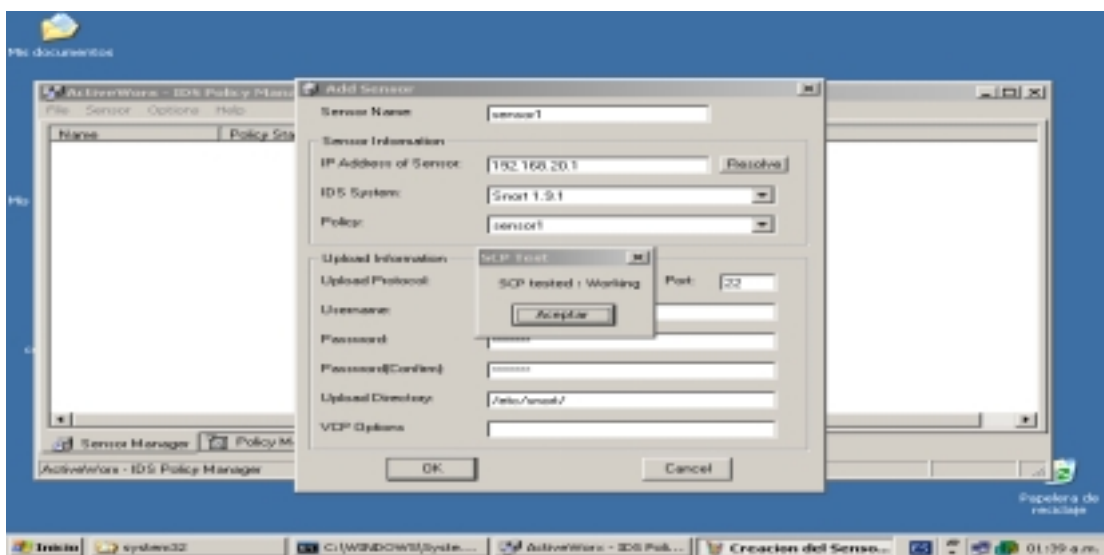 Mis documentos
ActiveWorx - IDS Policy Mana
Add Sensor
File Sensor Options Help
Name Policy Sta
Sensor Name: sensor1
Sensor Information
IP Address of Sensor: 192.168.20.1 Resolve
IDS System: Snort 1.9.1
Policy: sensor1
Upload Information
Upload Protocol: Port: 22
SCP Test
SCP tested : Working
Aceptar
Username:
Password:
Password(Confirm):
Upload Directory: /etc/snort/
VCP Options
OK Cancel
Sensor Manager Policy M
ActiveWorx - IDS Policy Manager
Papelera de reciclaje
Inicio system32 C:\WINDOWS\System... ActiveWorx - IDS Poli... Creacion del Senso... ES 01:39 a.m.